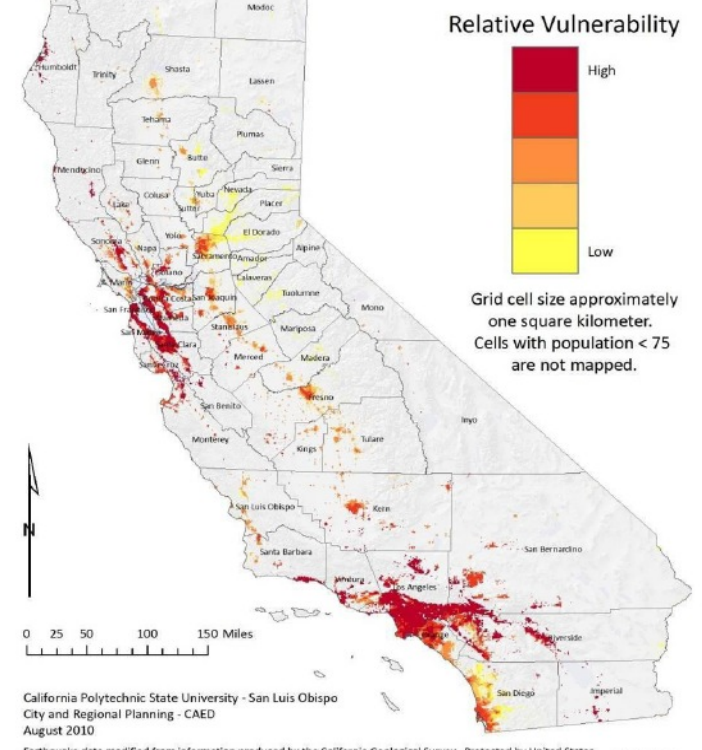 Modoc
Relative Vulnerability
High
Humboldt
Trinity
Shasta
Lassen
Tehama
Plumas
Glenn
Butte
Sierra
Mendocino
Colusa
Lake
Yuba
Nevada
Sutter
Placer
Sonoma
Napa
Yolo
El Dorado
Low
Sacramento
Amador
Alpine
Calaveras
San Joaquin
Tuolumne
Mono
Grid cell size approximately
one square kilometer.
Cells with population < 75
are not mapped.
Stanislaus
Mariposa
Merced
Madera
San Benito
Fresno
Inyo
Monterey
Kings
Tulare
San Luis Obispo
Kern
N
Santa Barbara
San Bernardino
Los Angeles
Riverside
0 25 50 100 150 Miles
San Diego
Imperial
California Polytechnic State University - San Luis Obispo
City and Regional Planning - CAED
August 2010